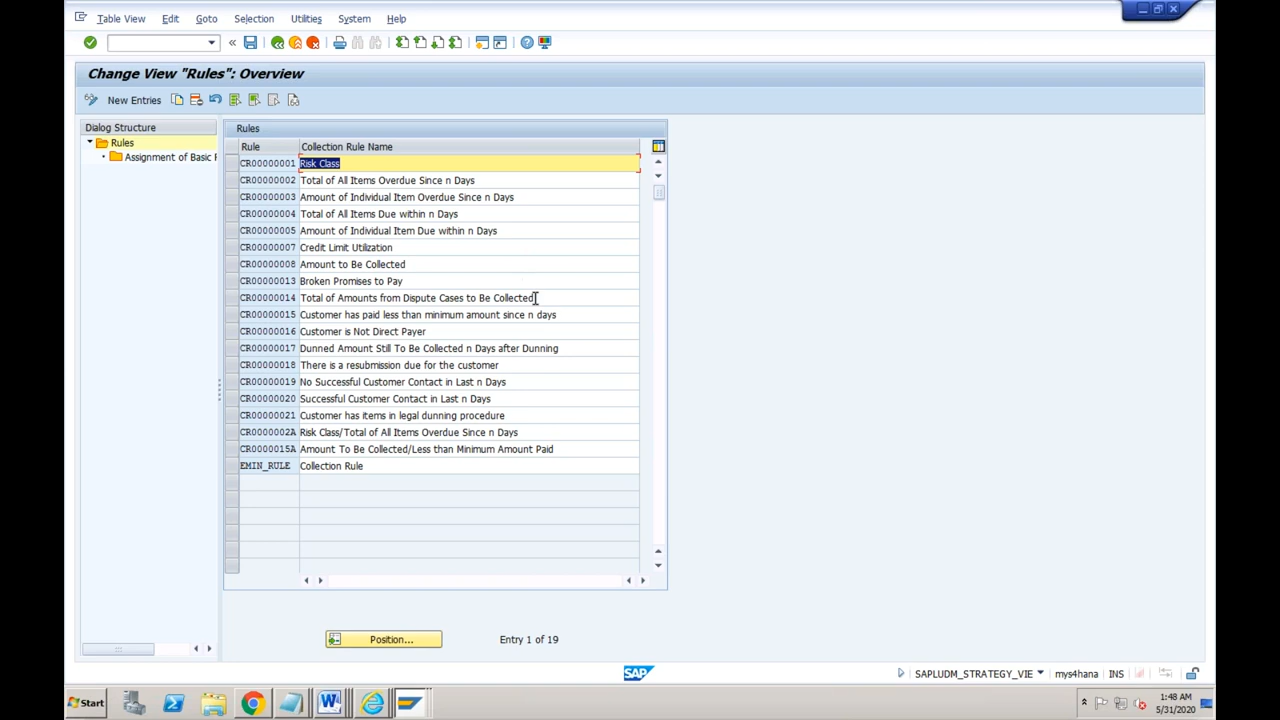 Table View Edit Goto Selection Utilities System Help
Change View "Rules": Overview
New Entries
Dialog Structure
Rules
Assignment of Basic
Rules
Rule Collection Rule Name
CR00000001 Risk Class
CR00000002 Total of All Items Overdue Since n Days
CR00000003 Amount of Individual Item Overdue Since n Days
CR00000004 Total of All Items Due within n Days
CR00000005 Amount of Individual Item Due within n Days
CR00000007 Credit Limit Utilization
CR00000008 Amount to Be Collected
CR00000013 Broken Promises to Pay
CR00000014 Total of Amounts from Dispute Cases to Be Collected
CR00000015 Customer has paid less than minimum amount since n days
CR00000016 Customer is Not Direct Payer
CR00000017 Dunned Amount Still To Be Collected n Days after Dunning
CR00000018 There is a resubmission due for the customer
CR00000019 No Successful Customer Contact in Last n Days
CR00000020 Successful Customer Contact in Last n Days
CR00000021 Customer has items in legal dunning procedure
CR0000002A Risk Class/Total of All Items Overdue Since n Days
CR0000015A Amount To Be Collected/Less than Minimum Amount Paid
EMIN_RULE Collection Rule
Position... Entry 1 of 19
SAP SAPLUDM_STRATEGY_VIE mys4hana INS
Start 1:48 AM
5/31/2020